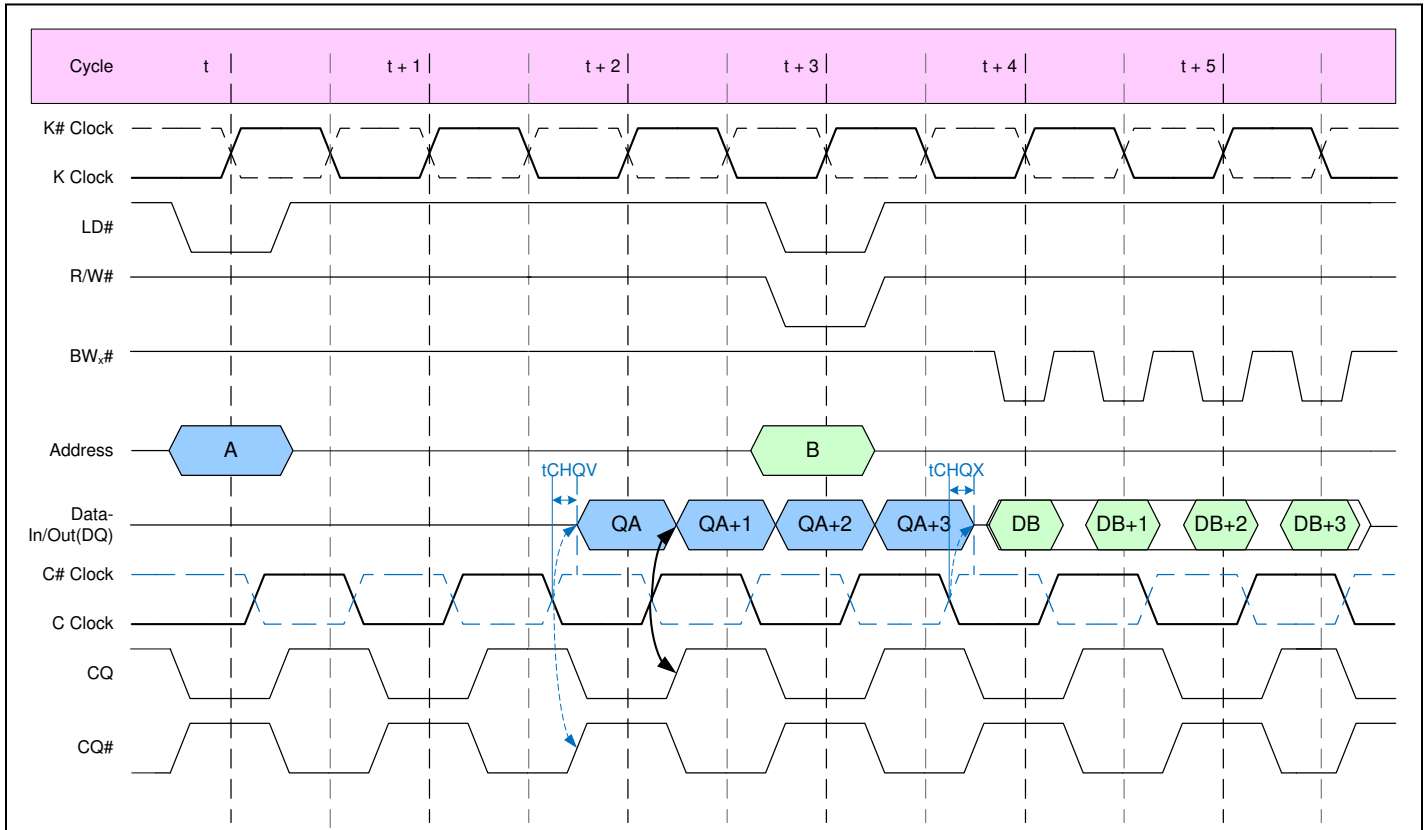 Cycle t t + 1 t + 2 t + 3 t + 4 t + 5
K# Clock
K Clock
LD#
R/W#
BWx#
Address A B
tCHQV tCHQX
Data-
In/Out(DQ) QA QA+1 QA+2 QA+3 DB DB+1 DB+2 DB+3
C# Clock
C Clock
CQ
CQ#